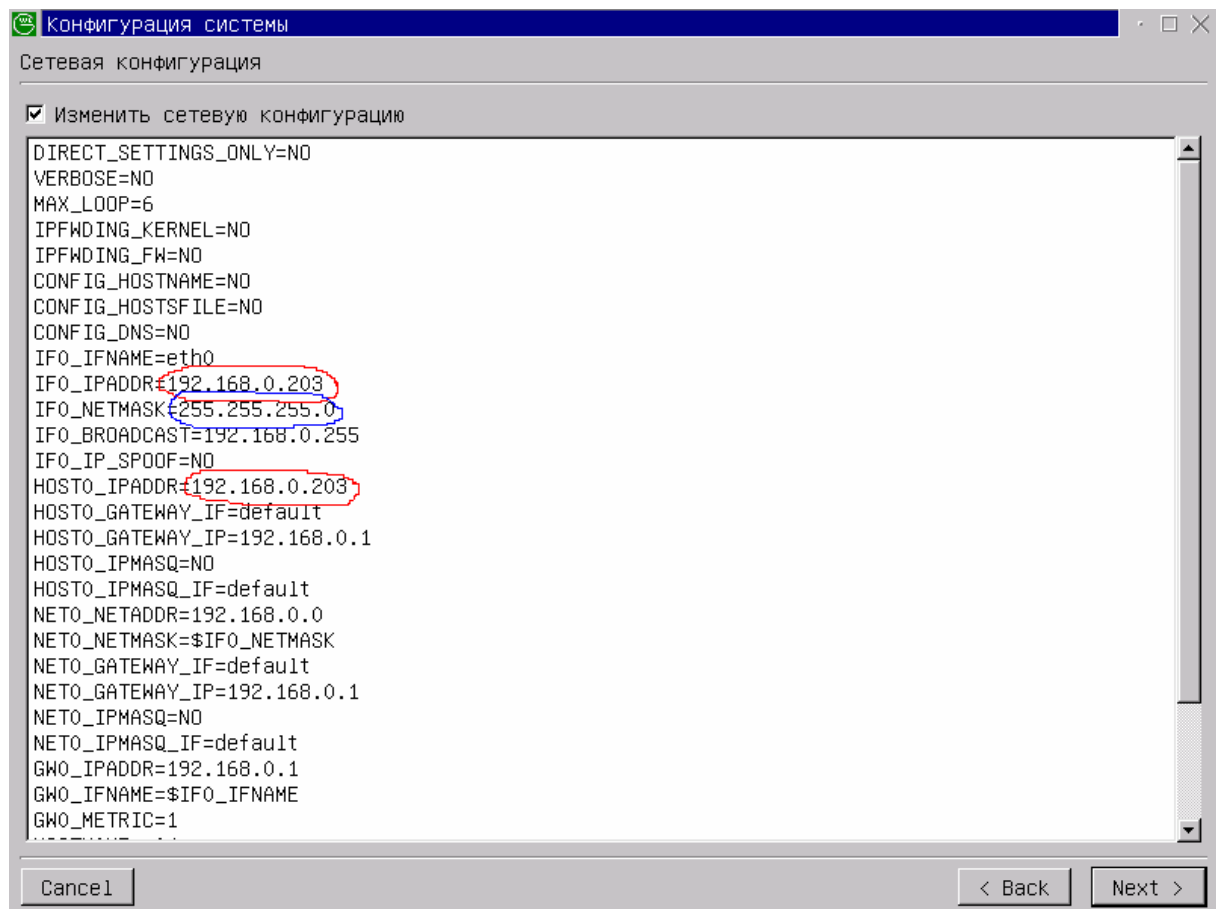 Конфигурация системы
Сетевая конфигурация
Изменить сетевую конфигурацию
DIRECT_SETTINGS_ONLY=NO
VERBOSE=NO
MAX_LOOP=6
IPFWDING_KERNEL=NO
IPFWDING_FW=NO
CONFIG_HOSTNAME=NO
CONFIG_HOSTSFILE=NO
CONFIG_DNS=NO
IF0_IFNAME=eth0
IF0_IPADDR=192.168.0.203
IF0_NETMASK=255.255.255.0
IF0_BROADCAST=192.168.0.255
IF0_IP_SPOOF=NO
HOST0_IPADDR=192.168.0.203
HOST0_GATEWAY_IF=default
HOST0_GATEWAY_IP=192.168.0.1
HOST0_IPMASQ=NO
HOST0_IPMASQ_IF=default
NET0_NETADDR=192.168.0.0
NET0_NETMASK=$IF0_NETMASK
NET0_GATEWAY_IF=default
NET0_GATEWAY_IP=192.168.0.1
NET0_IPMASQ=NO
NET0_IPMASQ_IF=default
GW0_IPADDR=192.168.0.1
GW0_IFNAME=$IF0_IFNAME
GW0_METRIC=1
Cancel
< Back
Next >